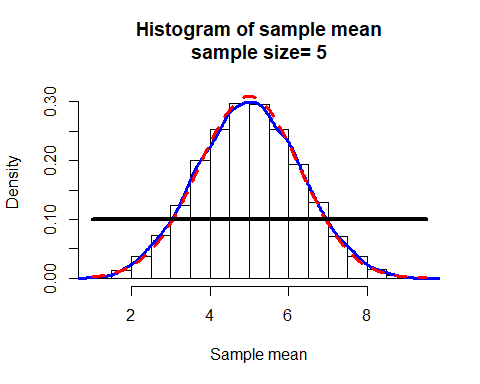 Histogram of sample mean
sample size= 5
Density
0.30
0.20
0.10
0.00
2 4 6 8
Sample mean